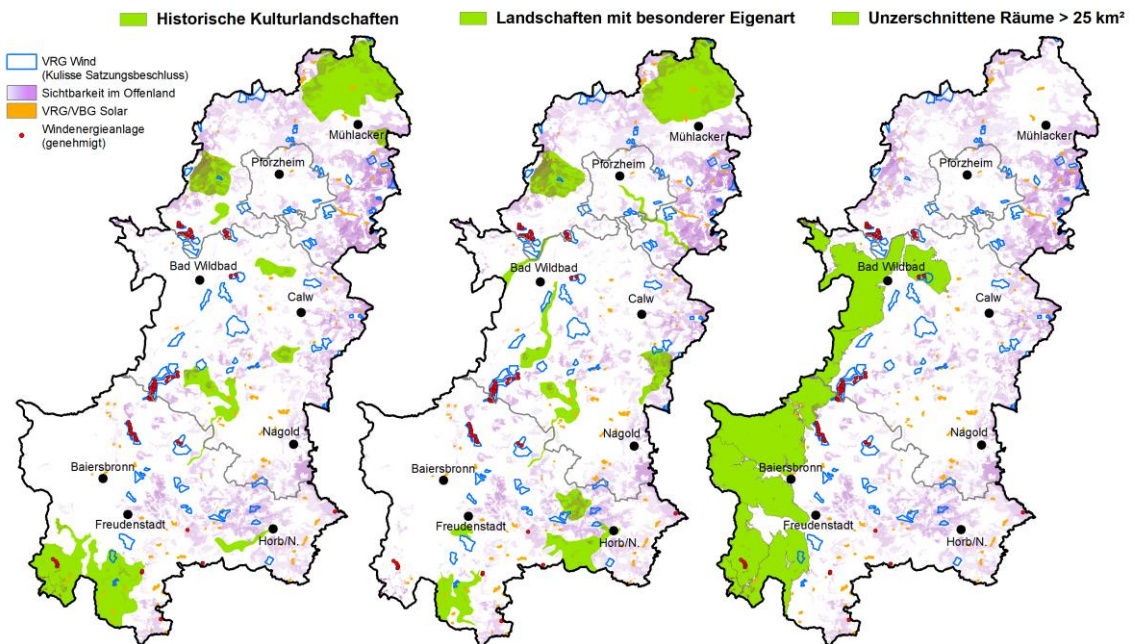 Historische Kulturlandschaften
Landschaften mit besonderer Eigenart
Unzerschnittene Räume > 25 km²
VRG Wind
(Kulisse Satzungsbeschluss)
Sichtbarkeit im Offenland
VRG/VBG Solar
Windenergieanlage
(genehmigt)
Mühlacker
Pforzheim
Bad Wildbad
Calw
Nagold
Baiersbronn
Freudenstadt
Horb/N.
Mühlacker
Pforzheim
Bad Wildbad
Calw
Nagold
Baiersbronn
Freudenstadt
Horb/N.
Mühlacker
Pforzheim
Bad Wildbad
Calw
Nagold
Baiersbronn
Freudenstadt
Horb/N.